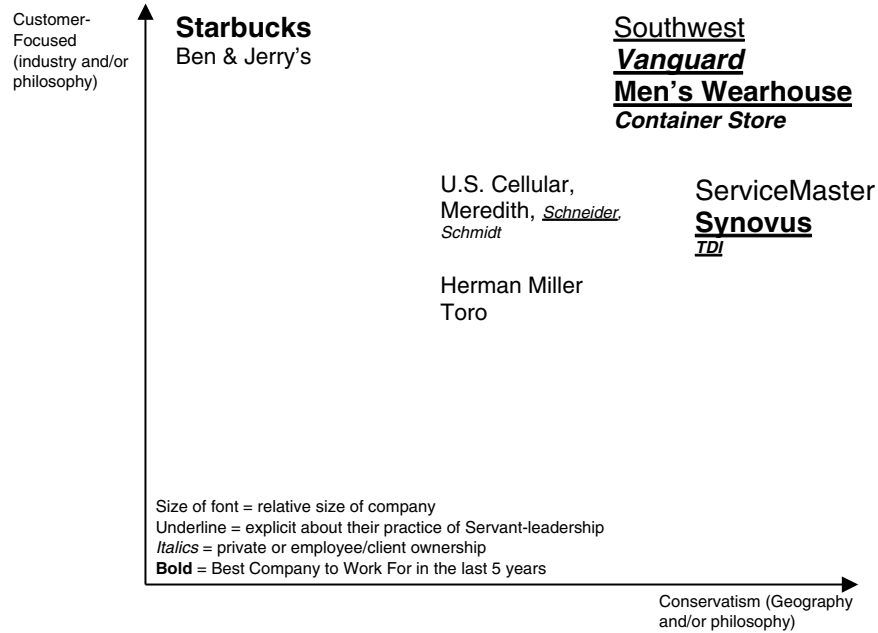 Customer-
Focused
(industry and/or
philosophy)
Starbucks
Ben & Jerry’s
Southwest
Vanguard
Men’s Wearhouse
Container Store
U.S. Cellular,
Meredith, Schneider,
Schmidt
ServiceMaster
Synovus
TDI
Herman Miller
Toro
Size of font = relative size of company
Underline = explicit about their practice of Servant-leadership
Italics = private or employee/client ownership
Bold = Best Company to Work For in the last 5 years
Conservatism (Geography
and/or philosophy)